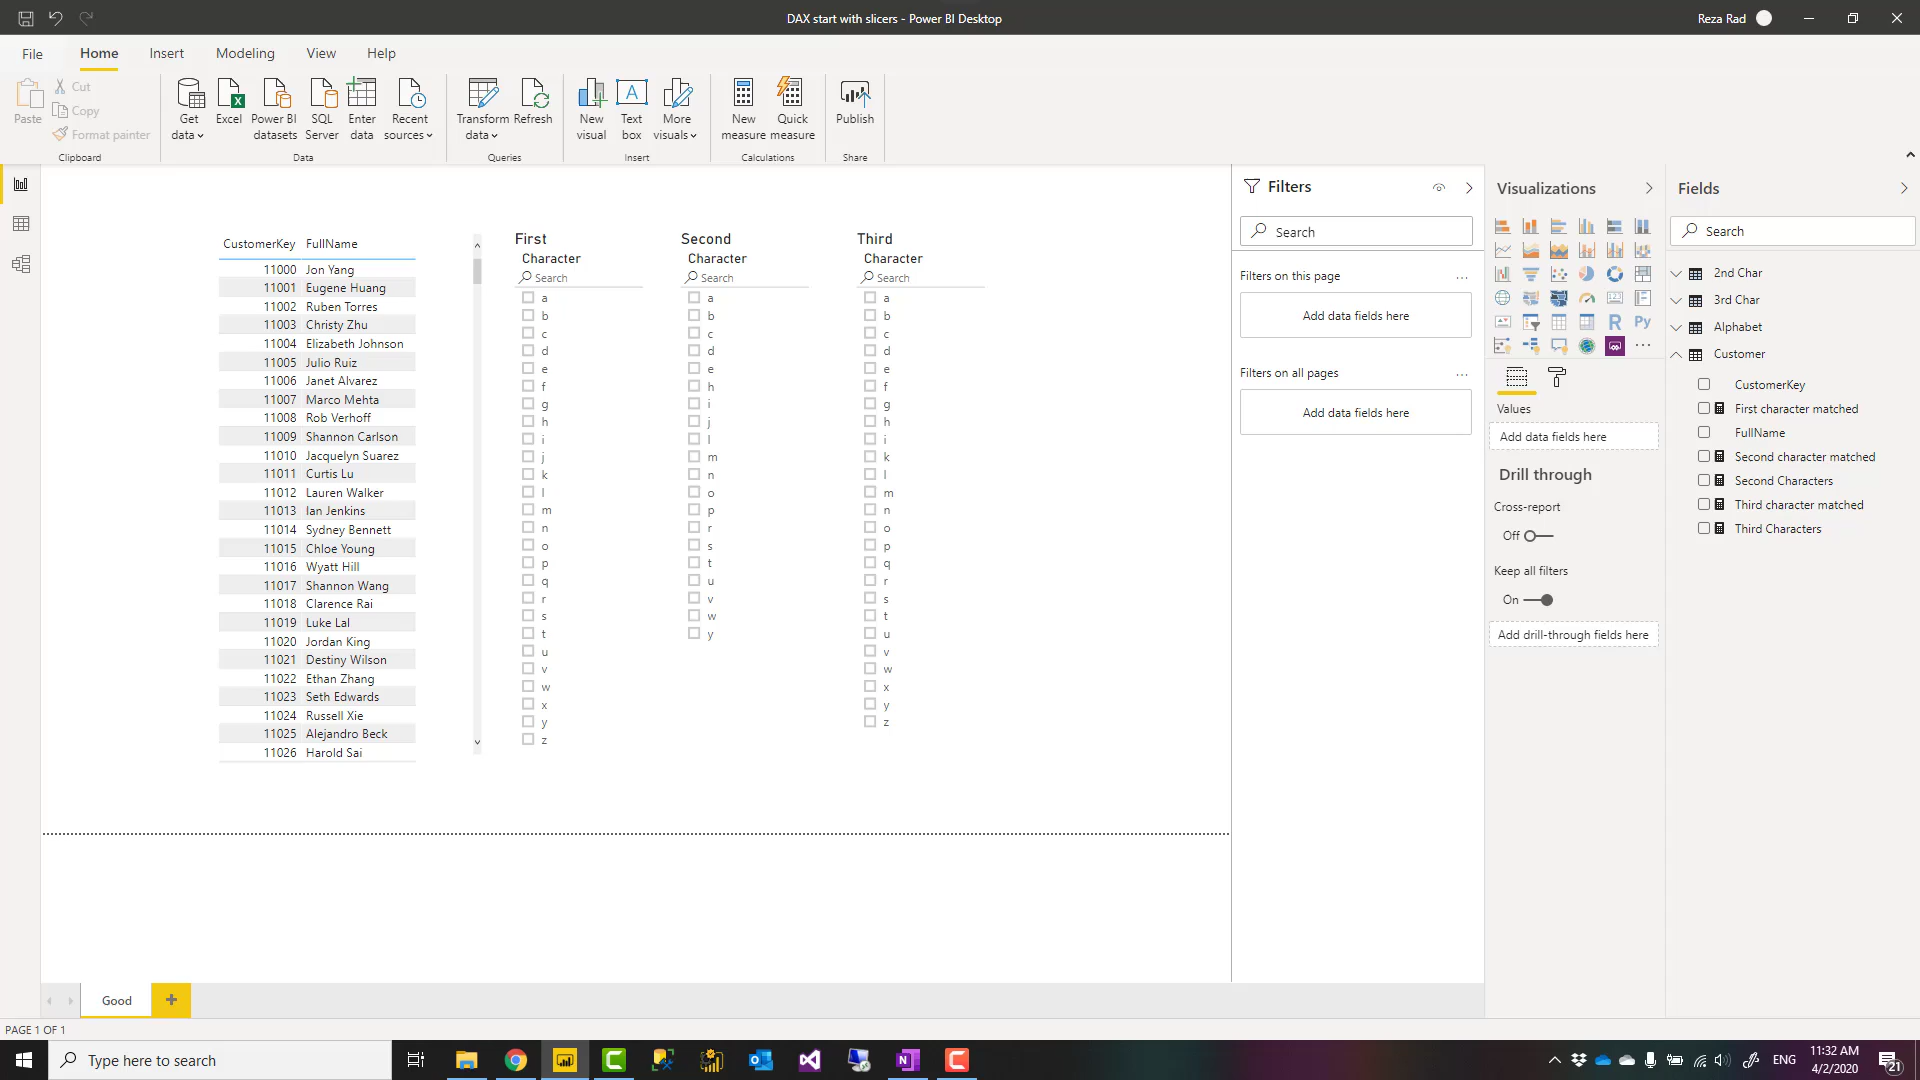 DAX start with slicers - Power BI Desktop
Reza Rad
File
Home
Insert
Modeling
View
Help
Paste
Cut
Copy
Format painter
Clipboard
Get data
Excel
Power BI datasets
SQL Server
Enter data
Recent sources
Data
Transform data
Refresh
Queries
New visual
Text box
More visuals
Insert
New measure
Quick measure
Calculations
Publish
Share
CustomerKey FullName
11000 Jon Yang
11001 Eugene Huang
11002 Ruben Torres
11003 Christy Zhu
11004 Elizabeth Johnson
11005 Julio Ruiz
11006 Janet Alvarez
11007 Marco Mehta
11008 Rob Verhoff
11009 Shannon Carlson
11010 Jacquelyn Suarez
11011 Curtis Lu
11012 Lauren Walker
11013 Ian Jenkins
11014 Sydney Bennett
11015 Chloe Young
11016 Wyatt Hill
11017 Shannon Wang
11018 Clarence Rai
11019 Luke Lal
11020 Jordan King
11021 Destiny Wilson
11022 Ethan Zhang
11023 Seth Edwards
11024 Russell Xie
11025 Alejandro Beck
11026 Harold Sai
First
Character
Search
a
b
c
d
e
f
g
h
i
j
k
l
m
n
o
p
q
r
s
t
u
v
w
x
y
z
Second
Character
Search
a
b
c
d
e
h
i
j
l
m
n
o
p
r
s
t
u
v
w
y
Third
Character
Search
a
b
c
d
e
f
g
h
i
k
l
m
n
o
p
q
r
s
t
u
v
w
x
y
z
Filters
Search
Filters on this page
...
Add data fields here
Filters on all pages
...
Add data fields here
Visualizations
R
Py
...
Values
Add data fields here
Drill through
Cross-report
Off
Keep all filters
On
Add drill-through fields here
Fields
Search
2nd Char
3rd Char
Alphabet
Customer
CustomerKey
First character matched
FullName
Second character matched
Second Characters
Third character matched
Third Characters
Good
+
PAGE 1 OF 1
Type here to search
ENG
11:32 AM
4/2/2020
21